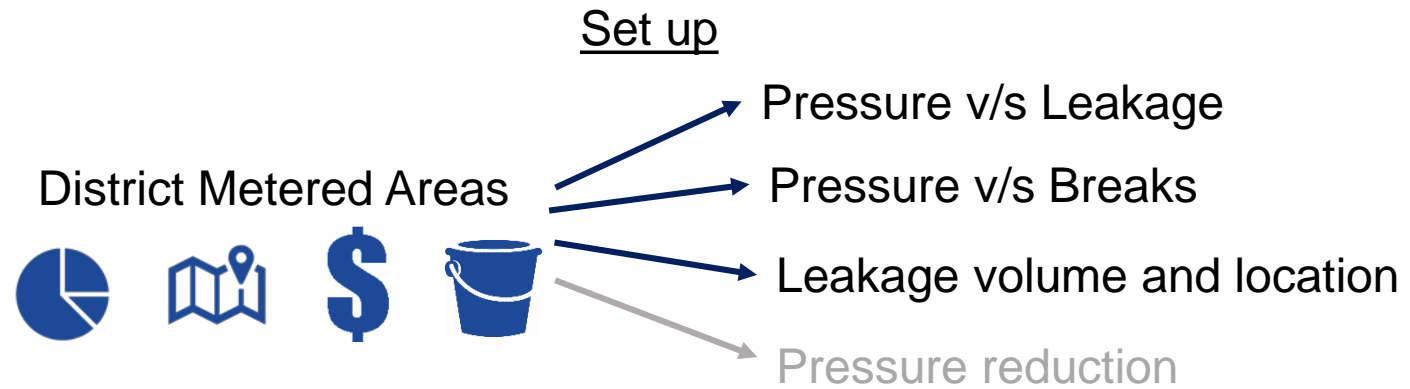 Set up
Pressure v/s Leakage
District Metered Areas
Pressure v/s Breaks
$
Leakage volume and location
Pressure reduction